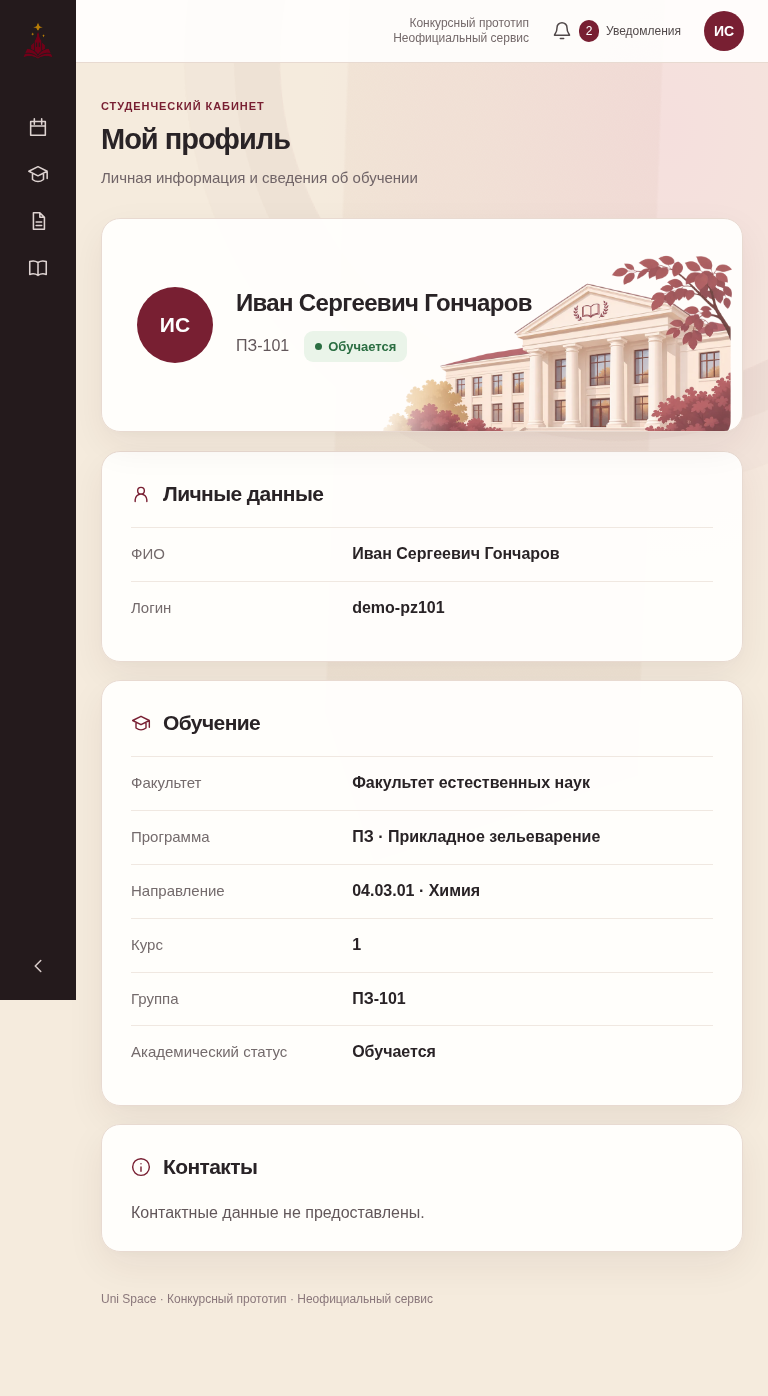 Конкурсный прототип
Неофициальный сервис
2 Уведомления
ИС
СТУДЕНЧЕСКИЙ КАБИНЕТ
Мой профиль
Личная информация и сведения об обучении
ИС
Иван Сергеевич Гончаров
ПЗ-101 Обучается
Личные данные
ФИО Иван Сергеевич Гончаров
Логин demo-pz101
Обучение
Факультет Факультет естественных наук
Программа ПЗ · Прикладное зельеварение
Направление 04.03.01 · Химия
Курс 1
Группа ПЗ-101
Академический статус Обучается
Контакты
Контактные данные не предоставлены.
Uni Space · Конкурсный прототип · Неофициальный сервис